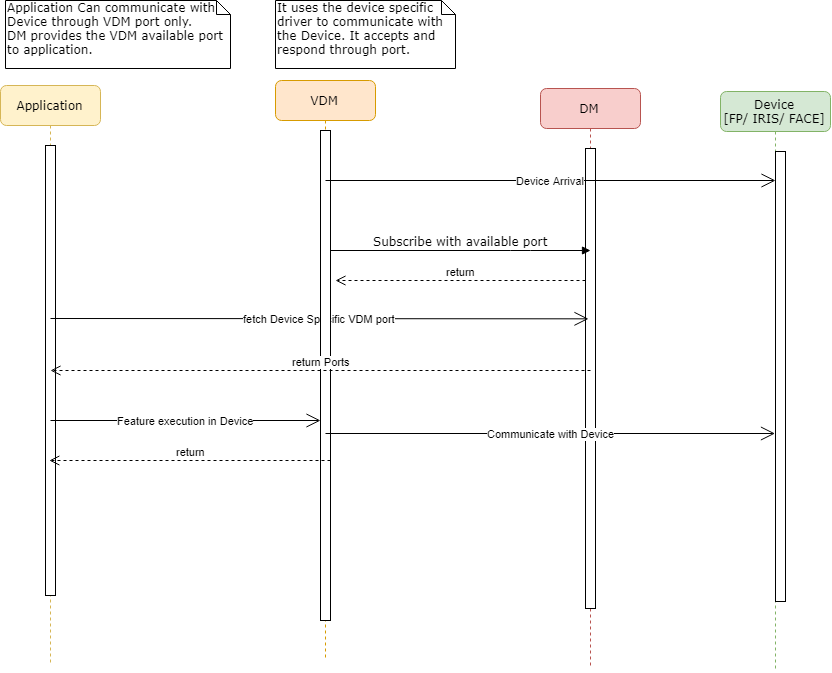 Application Can communicate with
Device through VDM port only.
DM provides the VDM available port
to application.
It uses the device specific
driver to communicate with
the Device. It accepts and
respond through port.
Application
VDM
DM
Device
[FP/ IRIS/ FACE]
Device Arrival
Subscribe with available port
return
fetch Device Specific VDM port
return Ports
Feature execution in Device
Communicate with Device
return